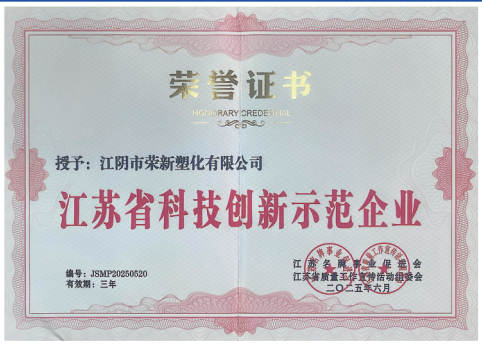 荣誉证书
HONORARY CREDENTIAL
授予：江阴市荣新塑化有限公司
江苏省科技创新示范企业
编号：JSMP20250520
有效期：三年
江苏名牌事业促进会
江苏省质量工作宣传活动组委会
二〇二五年六月